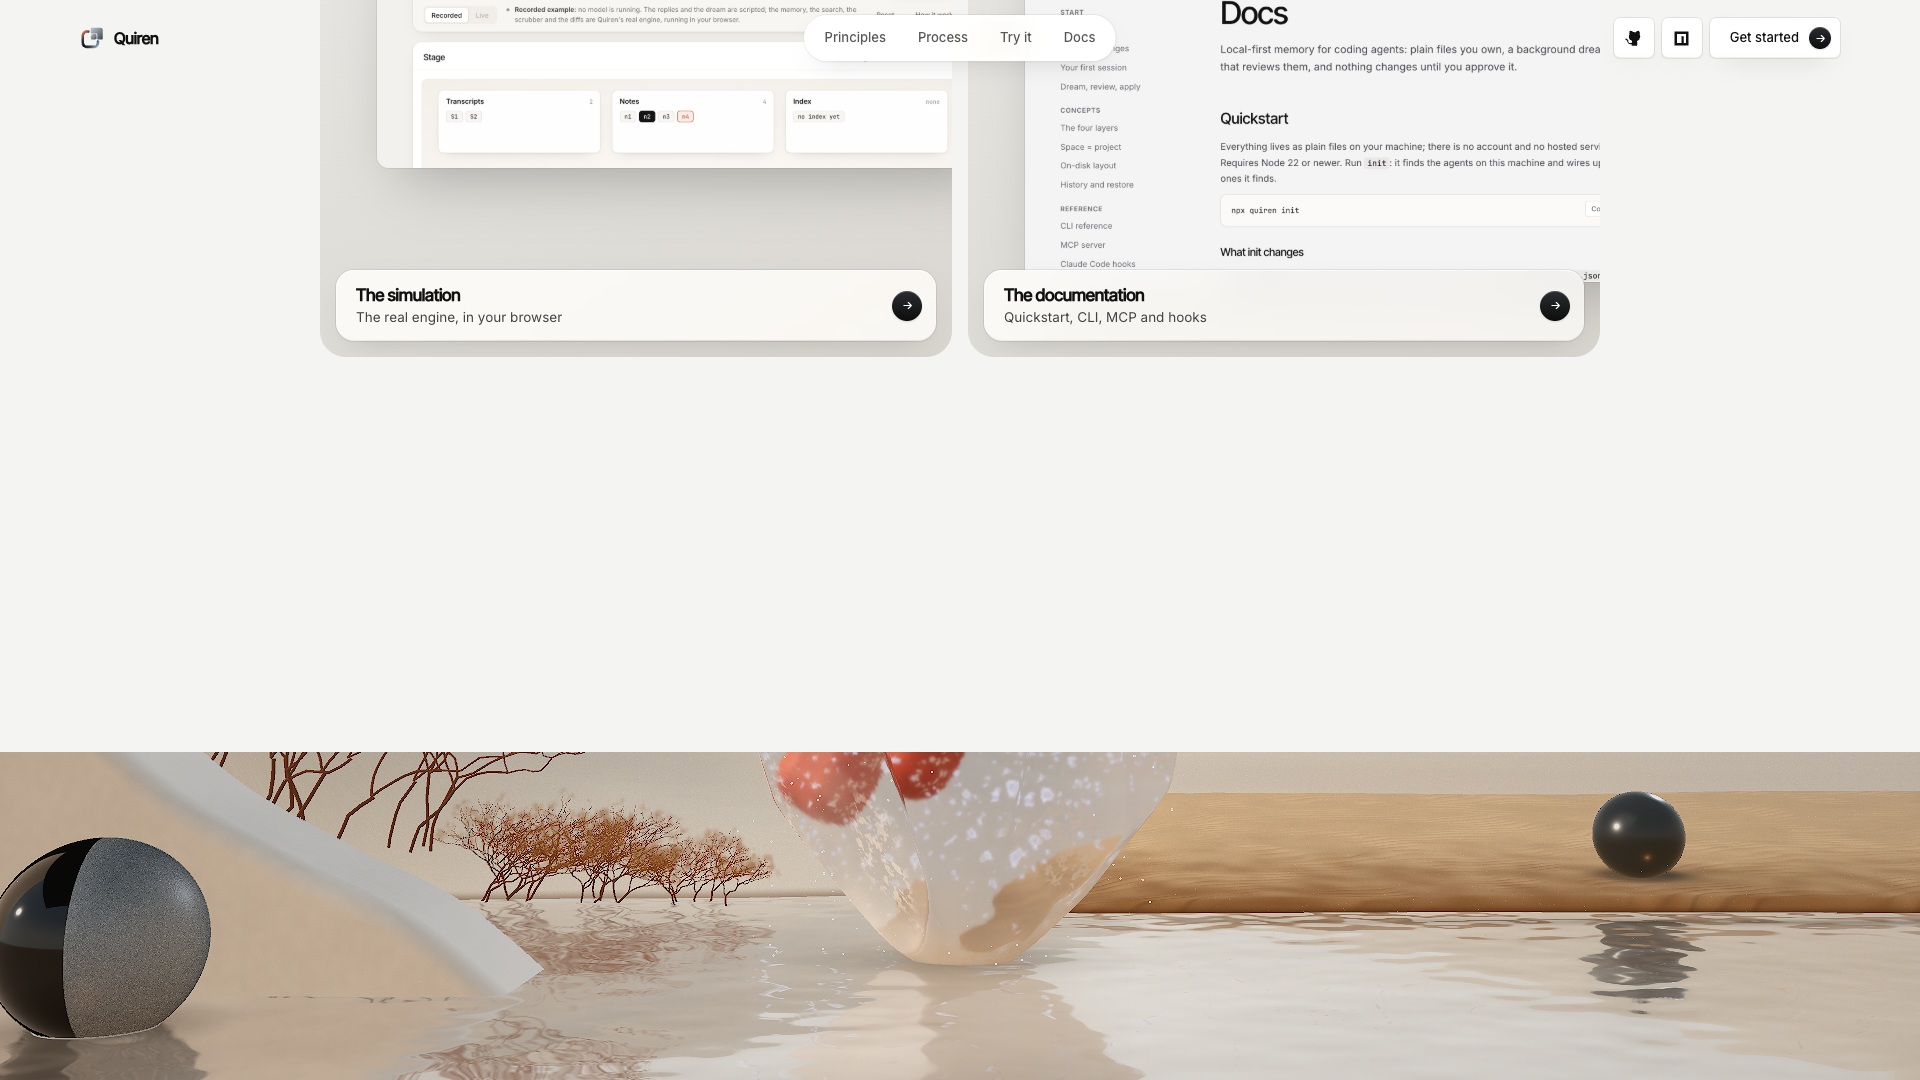 Quiren
Principles
Process
Try it
Docs
Get started
Recorded
Live
Recorded example: no model is running. The replies and the dream are scripted; the memory, the search, the
scrubber and the diffs are Quiren's real engine, running in your browser.
Stage
Transcripts
2
S1
S2
Notes
4
n1
n2
n3
n4
Index
none
no index yet
The simulation
The real engine, in your browser
START
Your first session
Dream, review, apply
CONCEPTS
The four layers
Space = project
On-disk layout
History and restore
REFERENCE
CLI reference
MCP server
Claude Code hooks
Docs
Local-first memory for coding agents: plain files you own, a background drea
that reviews them, and nothing changes until you approve it.
Quickstart
Everything lives as plain files on your machine; there is no account and no hosted servi
Requires Node 22 or newer. Run init: it finds the agents on this machine and wires up
ones it finds.
npx quiren init
Co
What init changes
json
The documentation
Quickstart, CLI, MCP and hooks